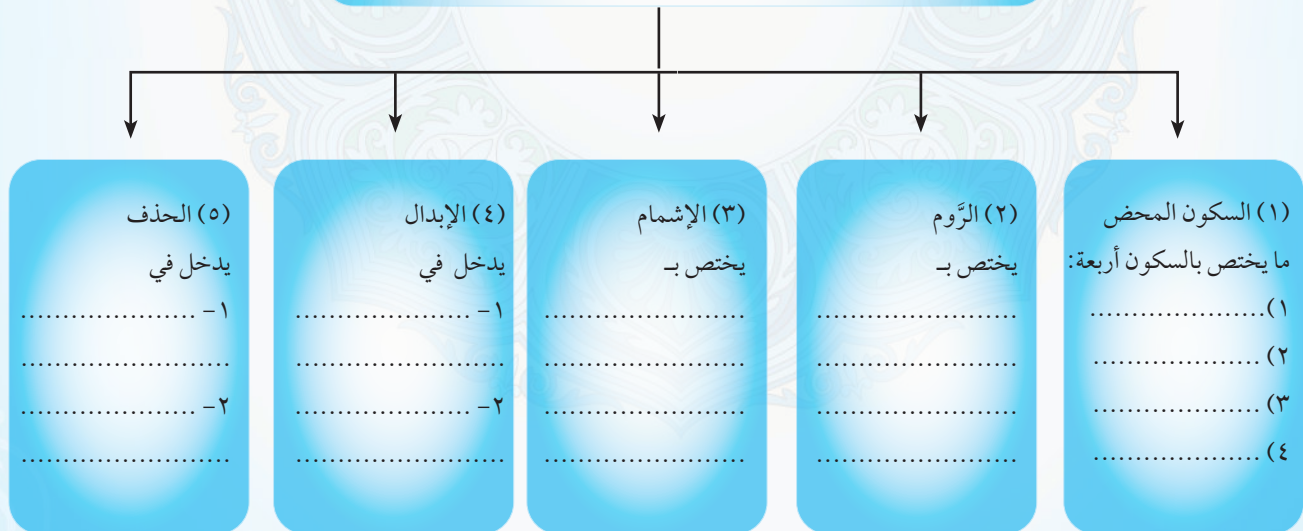 (١) السكون المحض
ما يختص بالسكون أربعة:
١).....................
٢) ....................
٣) ....................
٤) ....................
(٢) الرَّوم
يختص بـ
........................
........................
........................
........................
(٣) الإشمام
يختص بـ
........................
........................
........................
........................
(٤) الإبدال
يدخل في
١- .....................
.........................
٢- .....................
.........................
(٥) الحذف
يدخل في
١- .....................
.........................
٢- .....................
.........................